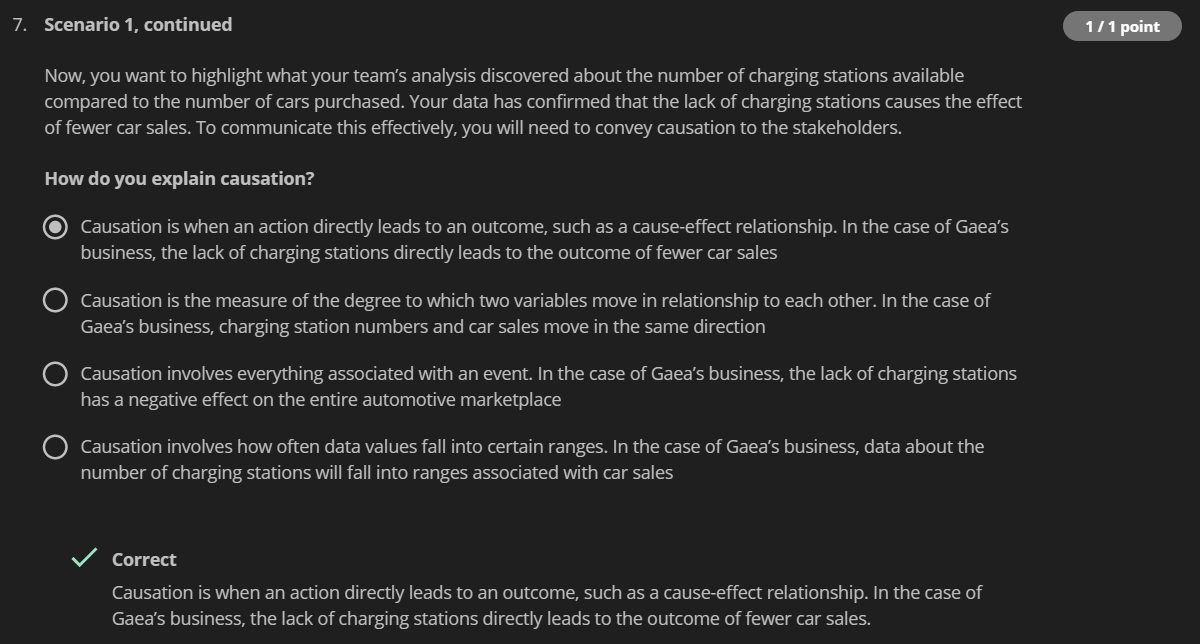 7. Scenario 1, continued
1 / 1 point
Now, you want to highlight what your team’s analysis discovered about the number of charging stations available
compared to the number of cars purchased. Your data has confirmed that the lack of charging stations causes the effect
of fewer car sales. To communicate this effectively, you will need to convey causation to the stakeholders.
How do you explain causation?
Causation is when an action directly leads to an outcome, such as a cause-effect relationship. In the case of Gaea’s
business, the lack of charging stations directly leads to the outcome of fewer car sales
Causation is the measure of the degree to which two variables move in relationship to each other. In the case of
Gaea’s business, charging station numbers and car sales move in the same direction
Causation involves everything associated with an event. In the case of Gaea’s business, the lack of charging stations
has a negative effect on the entire automotive marketplace
Causation involves how often data values fall into certain ranges. In the case of Gaea’s business, data about the
number of charging stations will fall into ranges associated with car sales
Correct
Causation is when an action directly leads to an outcome, such as a cause-effect relationship. In the case of
Gaea’s business, the lack of charging stations directly leads to the outcome of fewer car sales.